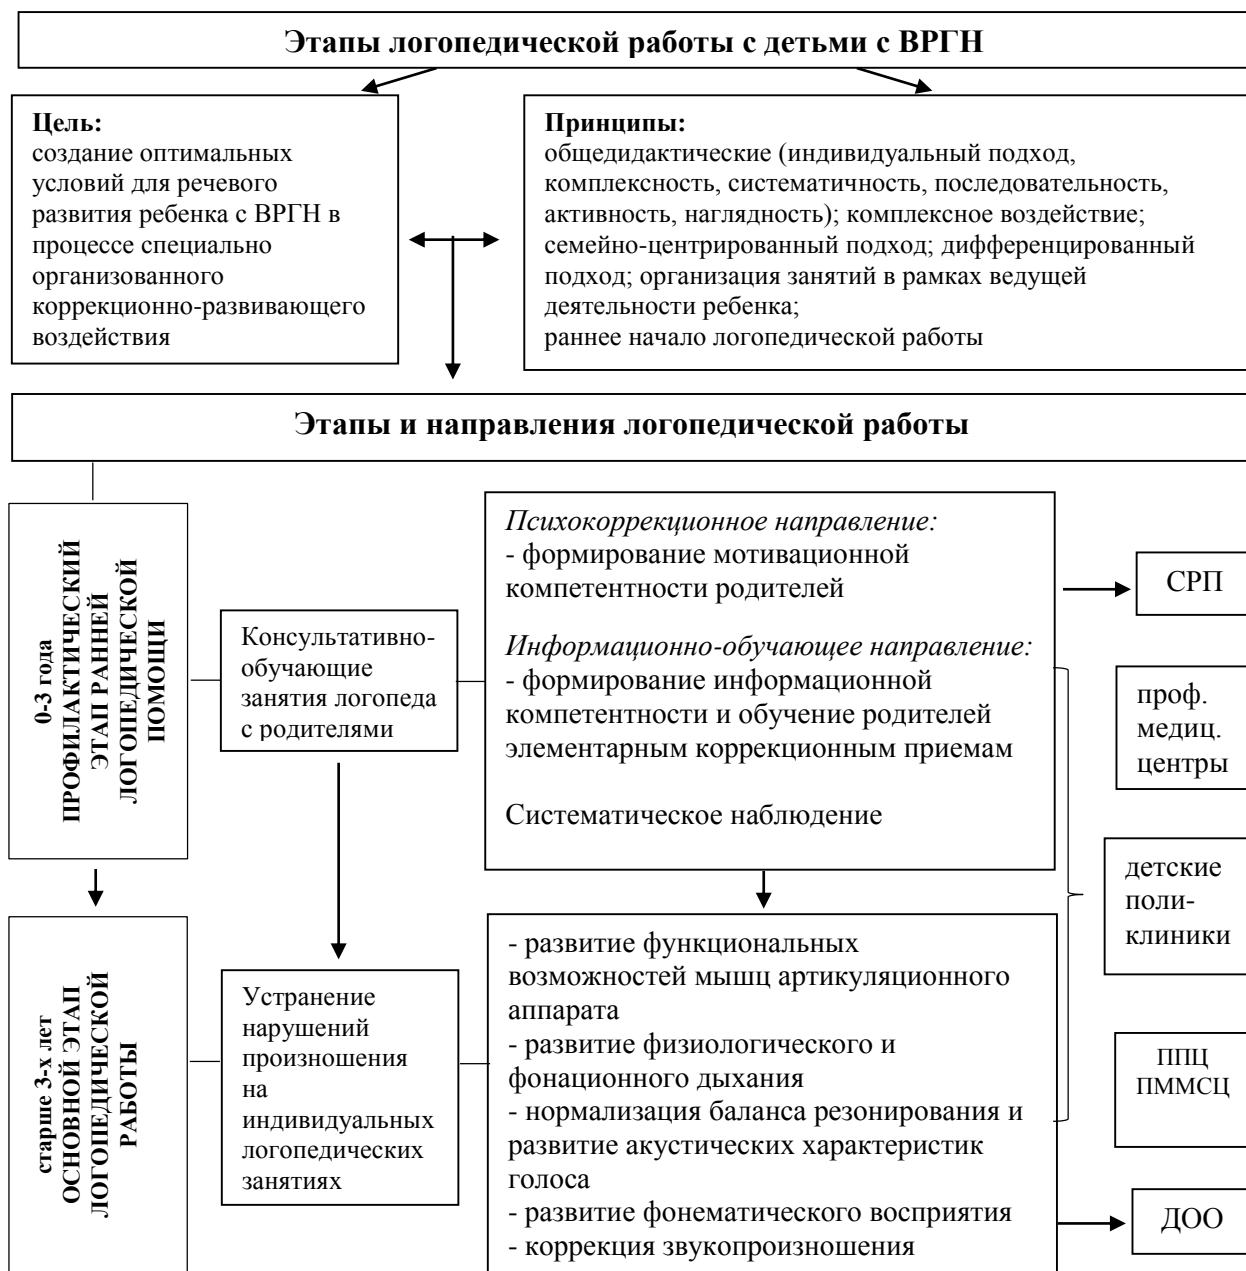 Этапы логопедической работы с детьми с ВРГН
Цель:
создание оптимальных
условий для речевого
развития ребенка с ВРГН в
процессе специально
организованного
коррекционно-развивающего
воздействия
Принципы:
общедидактические (индивидуальный подход,
комплексность, систематичность, последовательность,
активность, наглядность); комплексное воздействие;
семейно-центрированный подход; дифференцированный
подход; организация занятий в рамках ведущей
деятельности ребенка;
раннее начало логопедической работы
Этапы и направления логопедической работы
0-3 года
ПРОФИЛАКТИЧЕСКИЙ
ЭТАП РАННЕЙ
ЛОГОПЕДИЧЕСКОЙ
ПОМОЩИ
Консультативно-
обучающие
занятия логопеда
с родителями
Психокоррекционное направление:
- формирование мотивационной
компетентности родителей
Информационно-обучающее направление:
- формирование информационной
компетентности и обучение родителей
элементарным коррекционным приемам
Систематическое наблюдение
СРП
проф.
медиц.
центры
детские
поли-
клиники
старше 3-х лет
ОСНОВНОЙ ЭТАП
ЛОГОПЕДИЧЕСКОЙ
РАБОТЫ
Устранение
нарушений
произношения
на
индивидуальных
логопедических
занятиях
- развитие функциональных
возможностей мышц артикуляционного
аппарата
- развитие физиологического и
фонационного дыхания
- нормализация баланса резонирования и
развитие акустических характеристик
голоса
- развитие фонематического восприятия
- коррекция звукопроизношения
ППЦ
ПММСЦ
ДОО